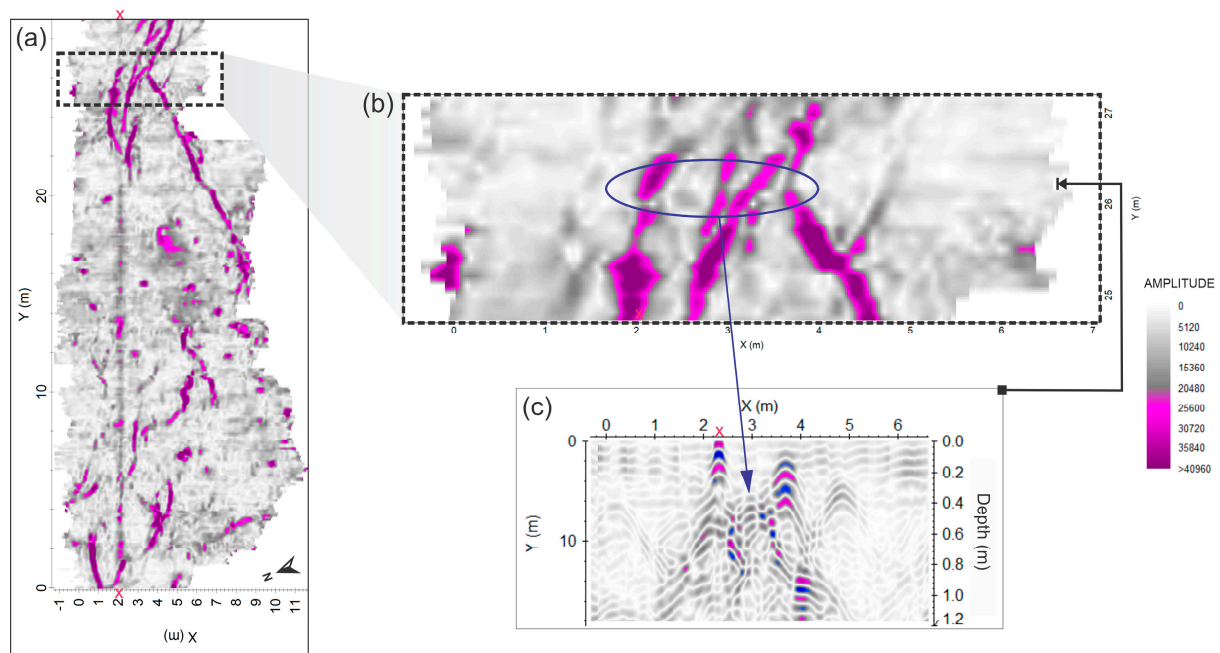 (a)
X
Y (m)
20
10
0
-1 0 1 2 3 4 5 6 7 8 9 10 11
X
X (m)
N
(b)
27
26
25
Y (m)
0 1 2 3 4 5 6 7
X
X (m)
AMPLITUDE
0
5120
10240
15360
20480
25600
30720
35840
>40960
(c)
X (m)
0 1 2 3 4 5 6
X
0
10
Y (m)
0.0
0.2
0.4
0.6
0.8
1.0
1.2
Depth (m)